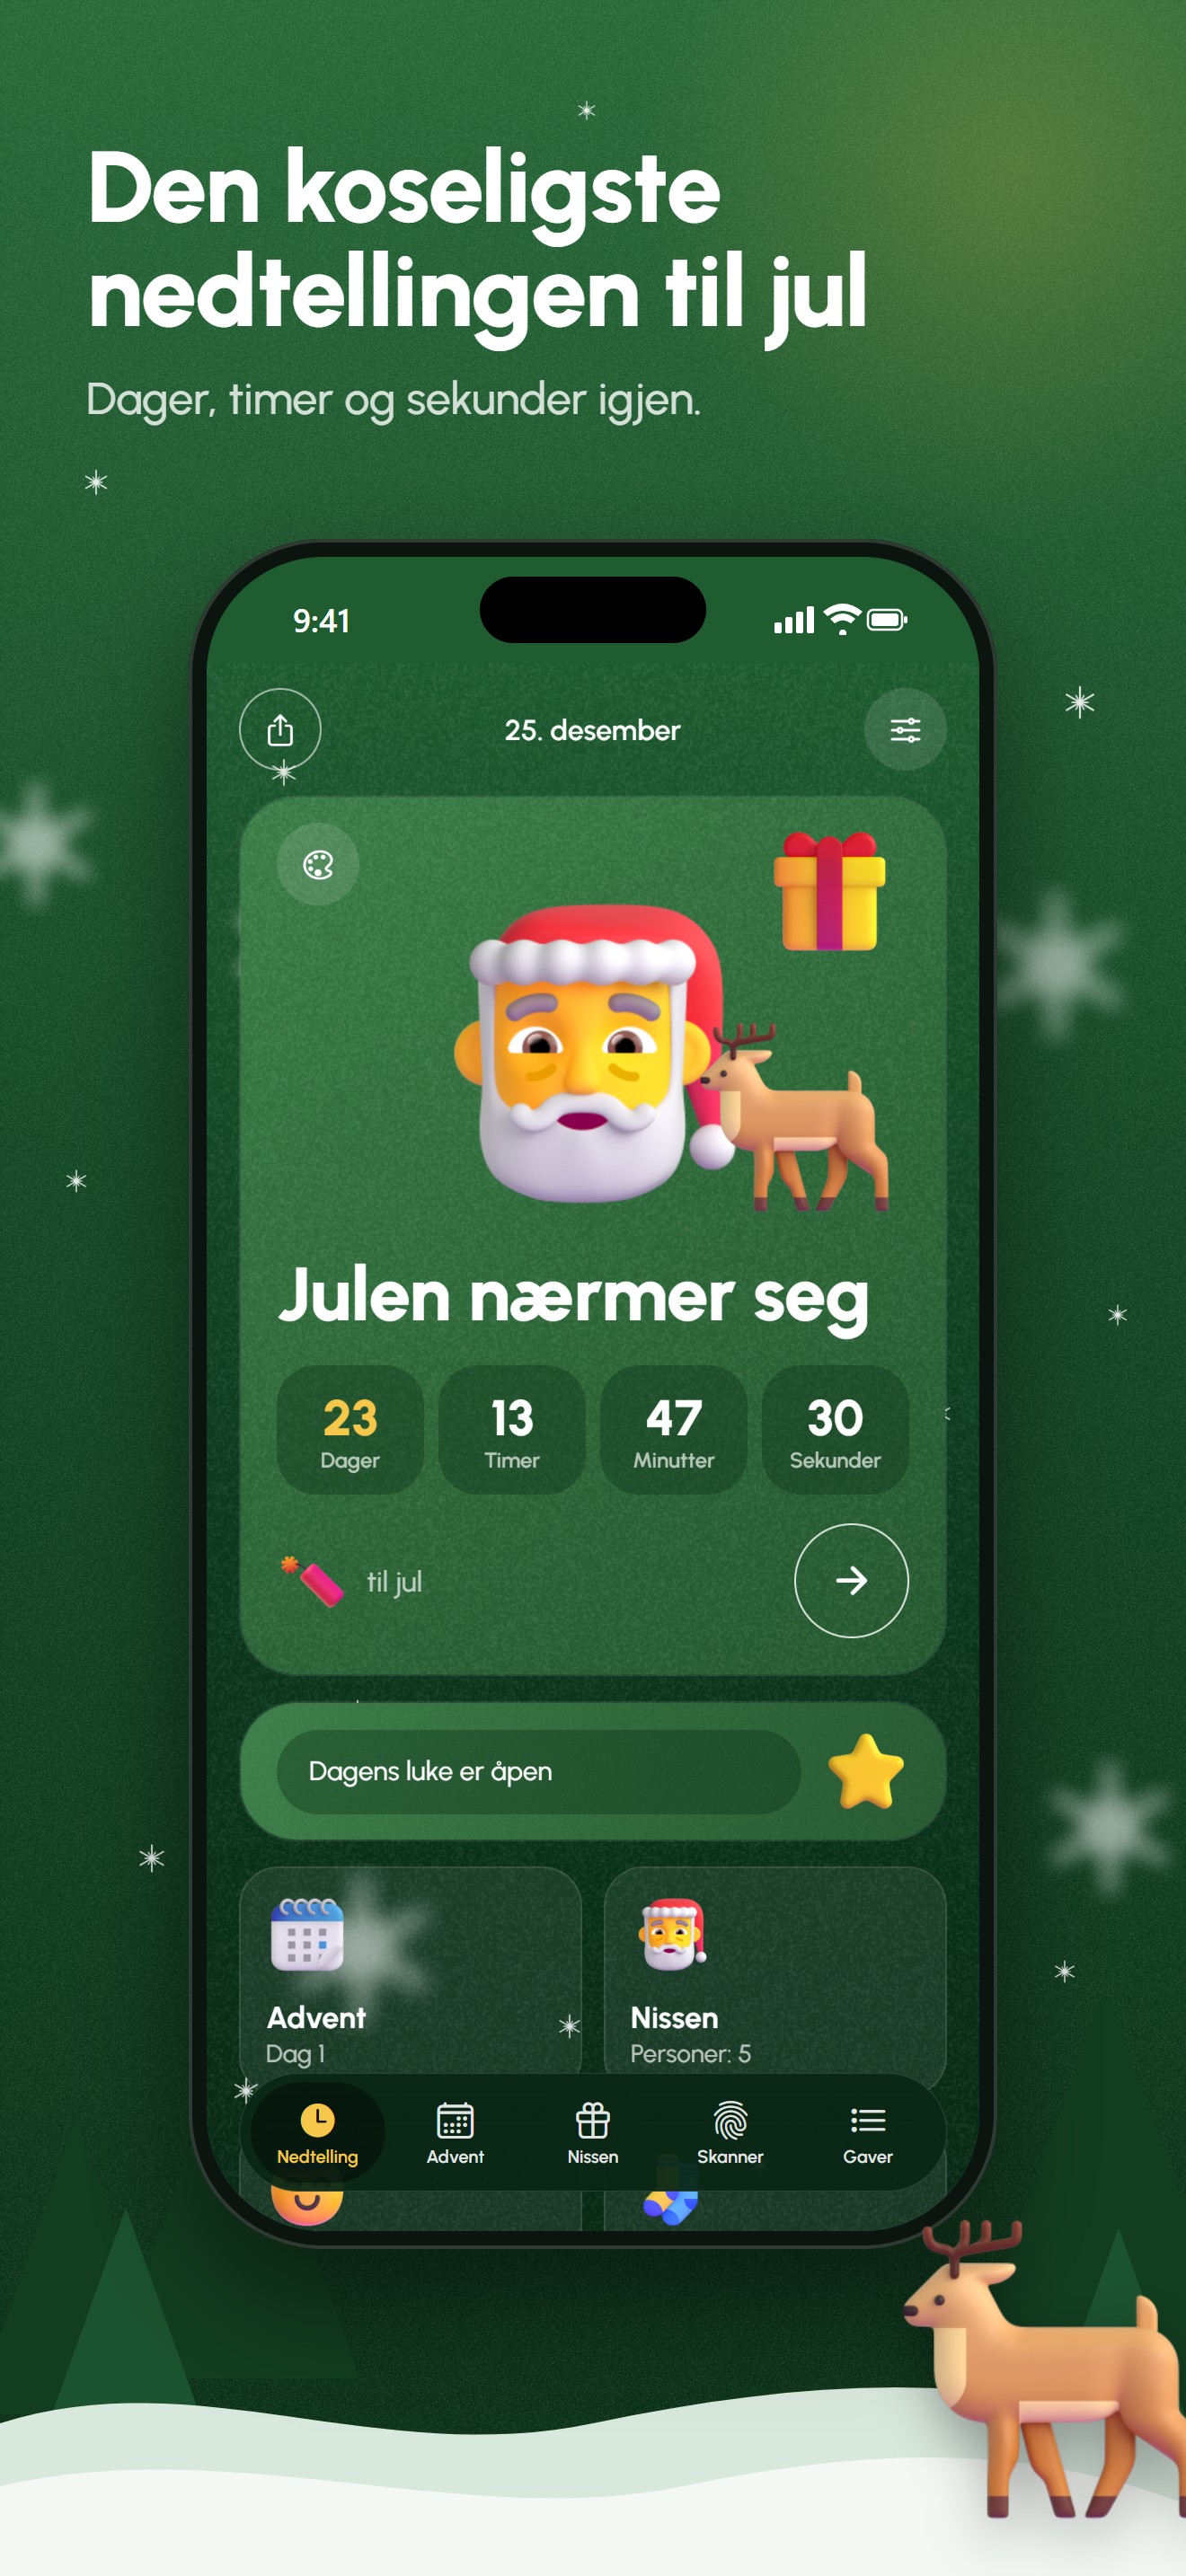 Den koseligste
nedtellingen til jul
Dager, timer og sekunder igjen.
9:41
25. desember
Julen nærmer seg
23 13 47 30
Dager Timer Minutter Sekunder
til jul
Dagens luke er åpen
Advent Nissen
Dag 1 Personer: 5
Nedtelling Advent Nissen Skanner Gaver